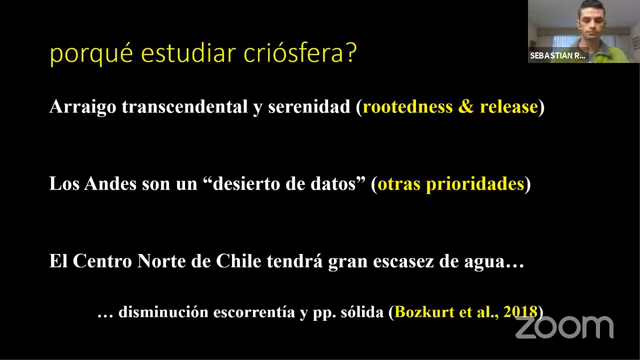 porqué estudiar criósfera?
SEBASTIAN R...
Arraigo transcendental y serenidad (rootedness & release)
Los Andes son un “desierto de datos” (otras prioridades)
El Centro Norte de Chile tendrá gran escasez de agua…
… disminución escorrentía y pp. sólida (Bozkurt et al., 2018)
zoom